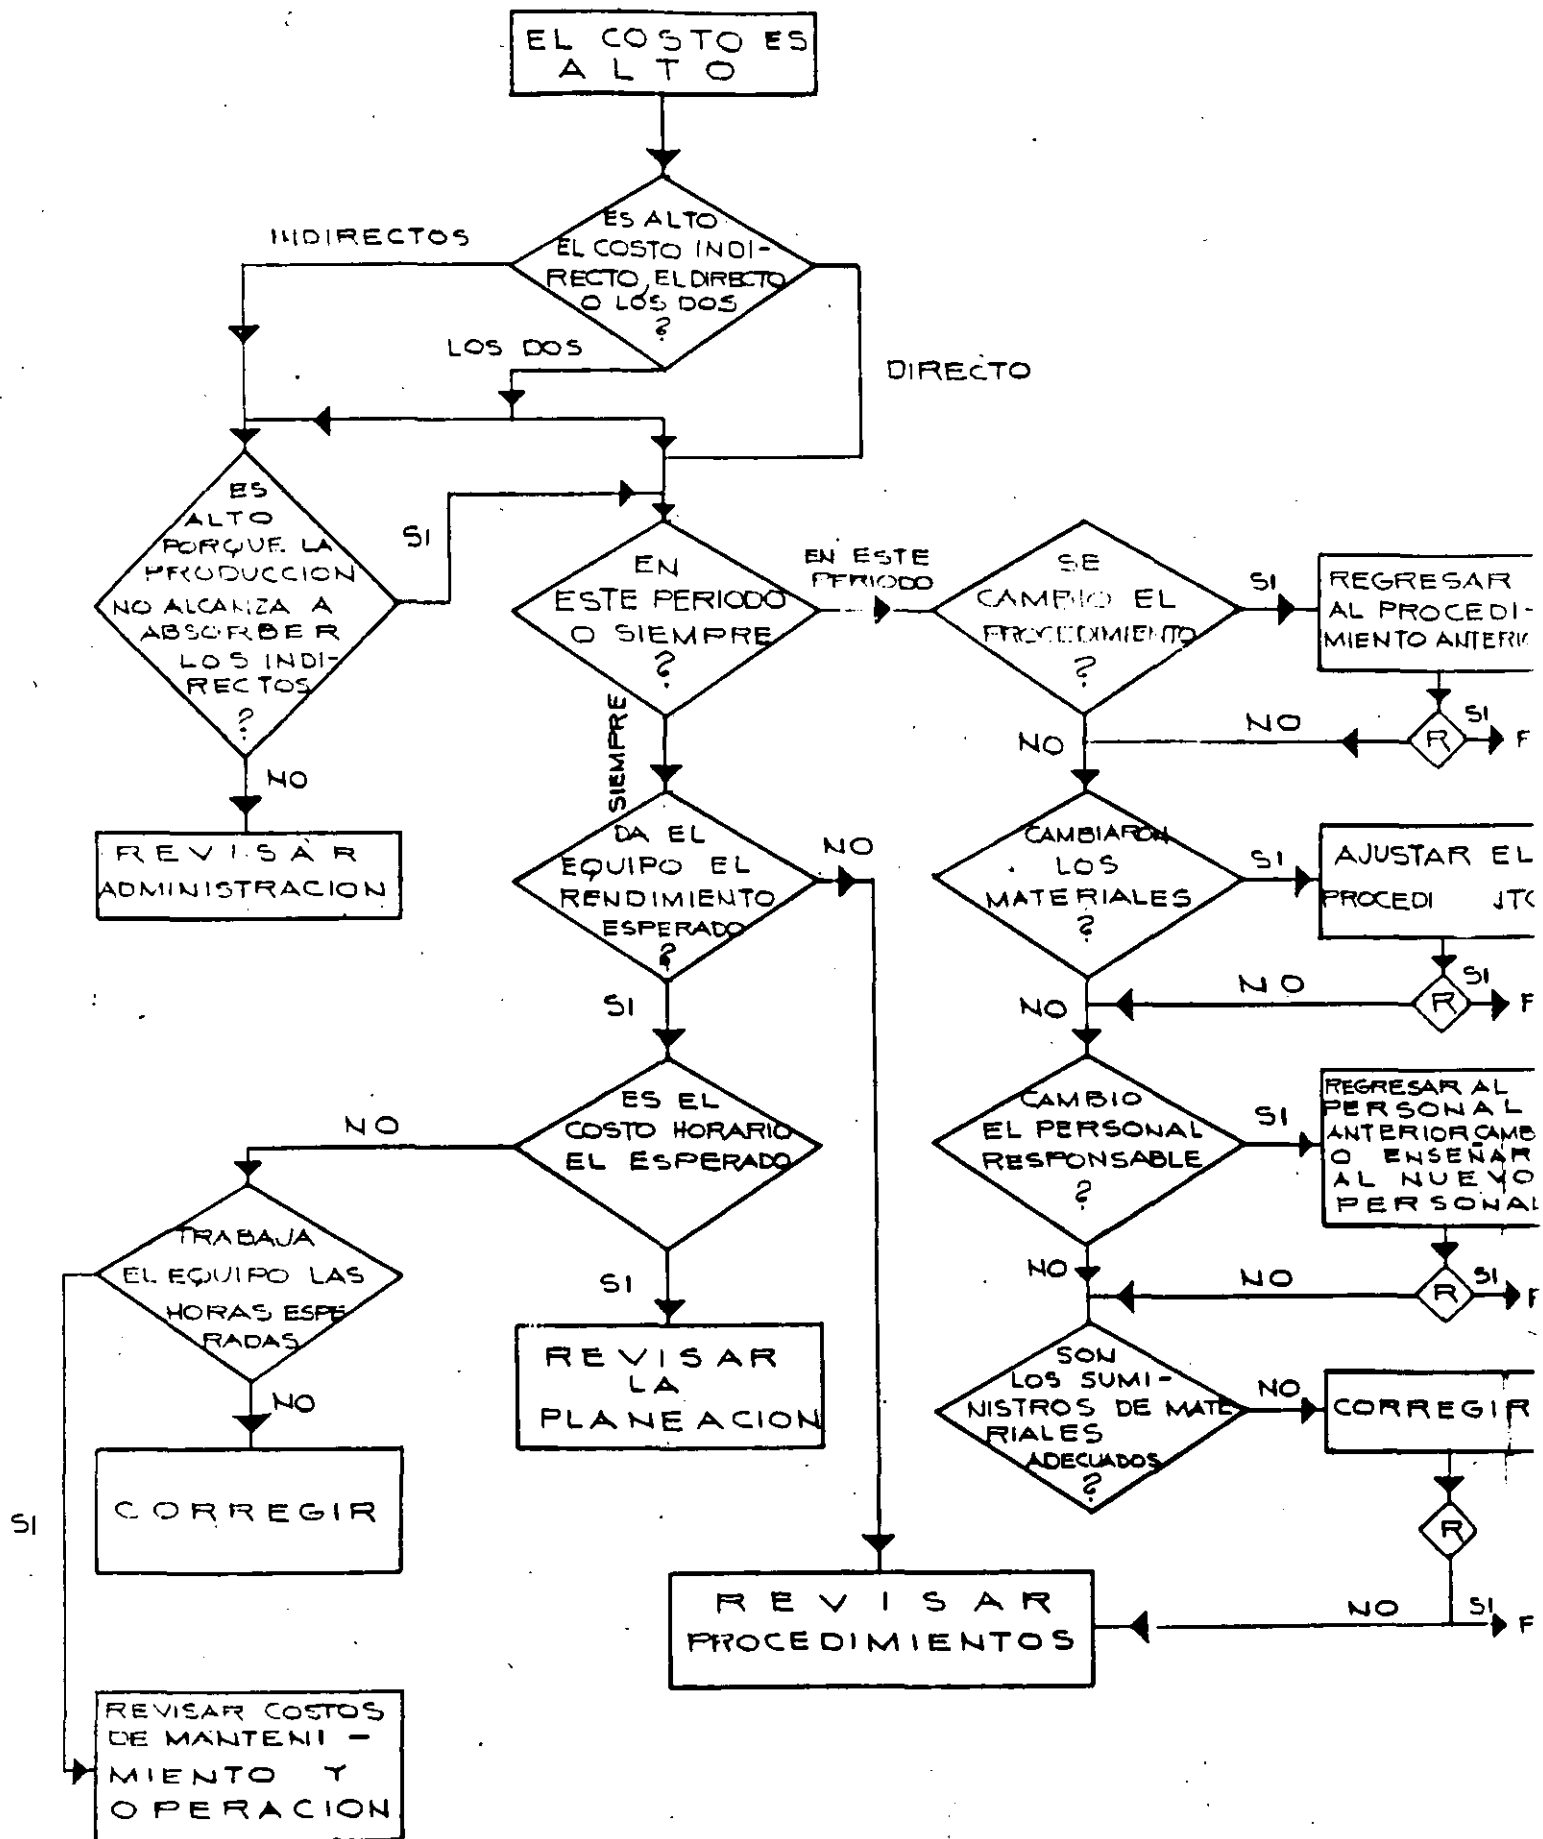 EL COSTO ES
ALTO
ES ALTO
EL COSTO INDI-
RECTO, EL DIRECTO
O LOS DOS
?
INDIRECTOS
LOS DOS
DIRECTO
ES
ALTO
PORQUE LA
PRODUCCION
NO ALCANZA A
ABSORBER
LOS INDI-
RECTOS
?
SI
NO
REVISAR
ADMINISTRACION
EN
ESTE PERIODO
O SIEMPRE
?
EN ESTE
PERIODO
SIEMPRE
SE
CAMBIO EL
PROCEDIMIENTO
?
SI
REGRESAR
AL PROCEDI-
MIENTO ANTERIO
R
SI
F
NO
NO
DA EL
EQUIPO EL
RENDIMIENTO
ESPERADO
?
NO
SI
CAMBIARON
LOS
MATERIALES
?
SI
AJUSTAR EL
PROCEDI
R
SI
F
NO
NO
ES EL
COSTO HORARIO
EL ESPERADO
NO
SI
CAMBIO
EL PERSONAL
RESPONSABLE
?
SI
REGRESAR AL
PERSONAL
ANTERIOR CAMB
O ENSEÑAR
AL NUEVO
PERSONAL
R
SI
F
NO
NO
TRABAJA
EL EQUIPO LAS
HORAS ESPE
RADAS
NO
SI
CORREGIR
REVISAR
LA
PLANEACION
SON
LOS SUMI-
NISTROS DE MATE
RIALES
ADECUADOS
?
NO
CORREGIR
R
NO
SI
F
REVISAR
PROCEDIMIENTOS
REVISAR COSTOS
DE MANTENI-
MIENTO Y
OPERACION